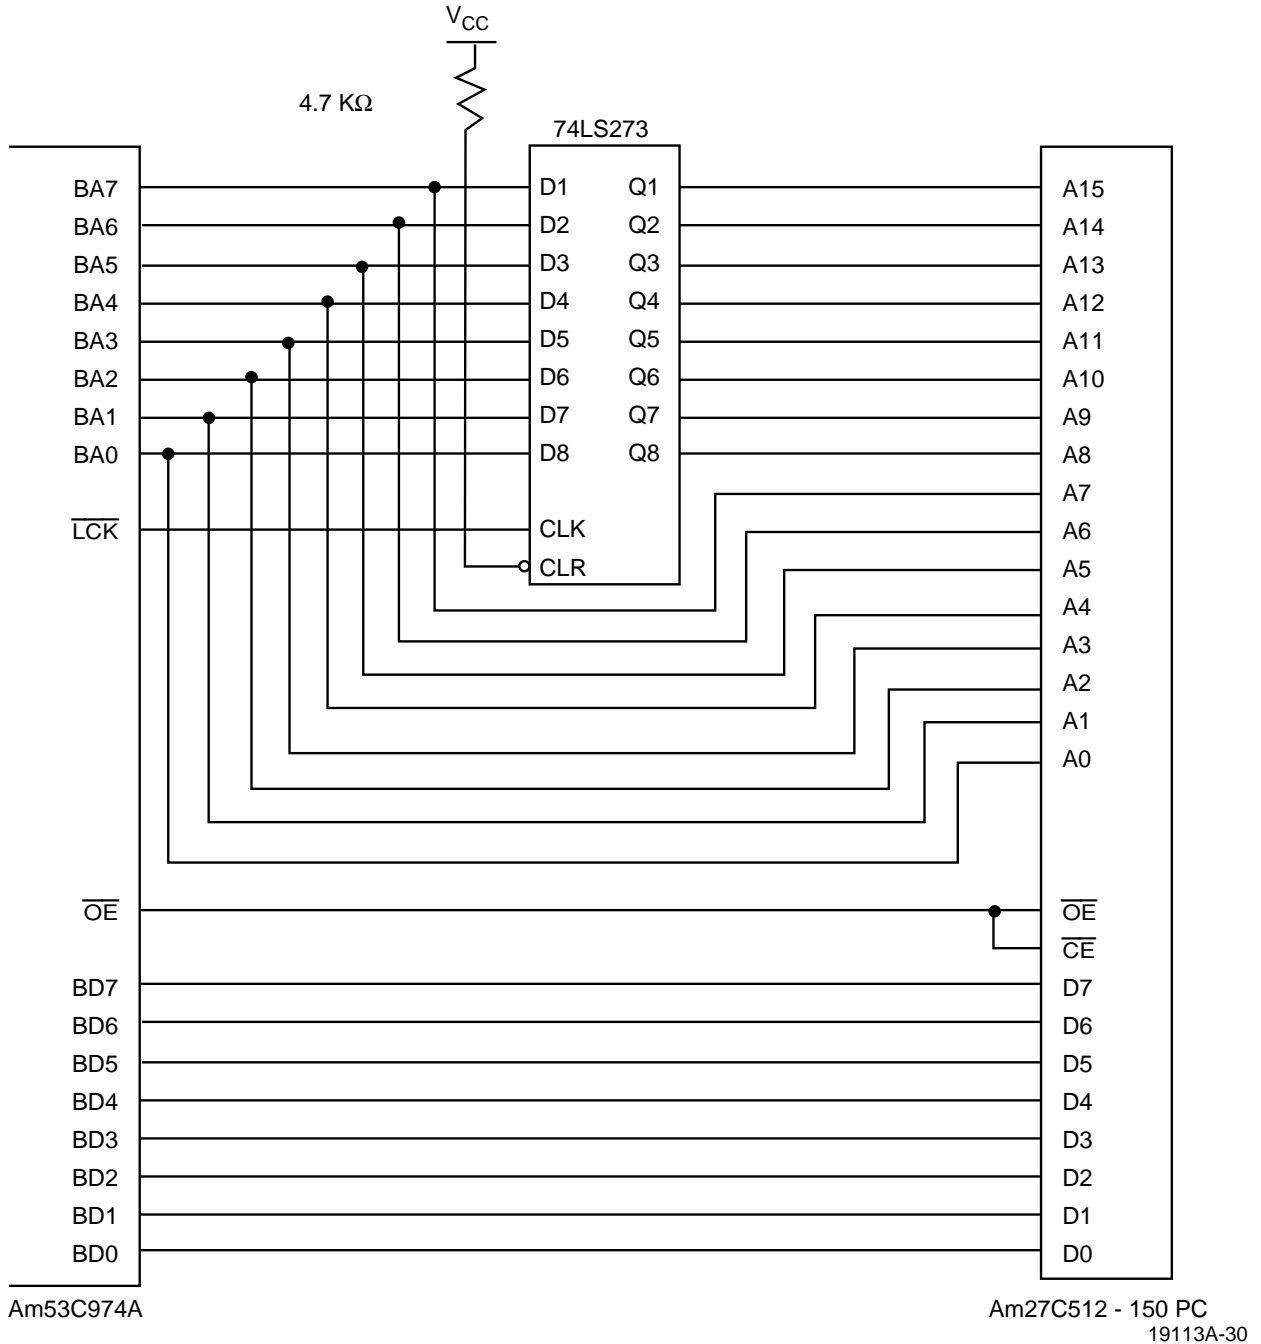 VCC
4.7 KΩ
74LS273
BA7 D1 Q1 A15
BA6 D2 Q2 A14
BA5 D3 Q3 A13
BA4 D4 Q4 A12
BA3 D5 Q5 A11
BA2 D6 Q6 A10
BA1 D7 Q7 A9
BA0 D8 Q8 A8
A7
LCK CLK A6
CLR A5
A4
A3
A2
A1
A0
OE OE
CE
BD7 D7
BD6 D6
BD5 D5
BD4 D4
BD3 D3
BD2 D2
BD1 D1
BD0 D0
Am53C974A Am27C512 - 150 PC
19113A-30